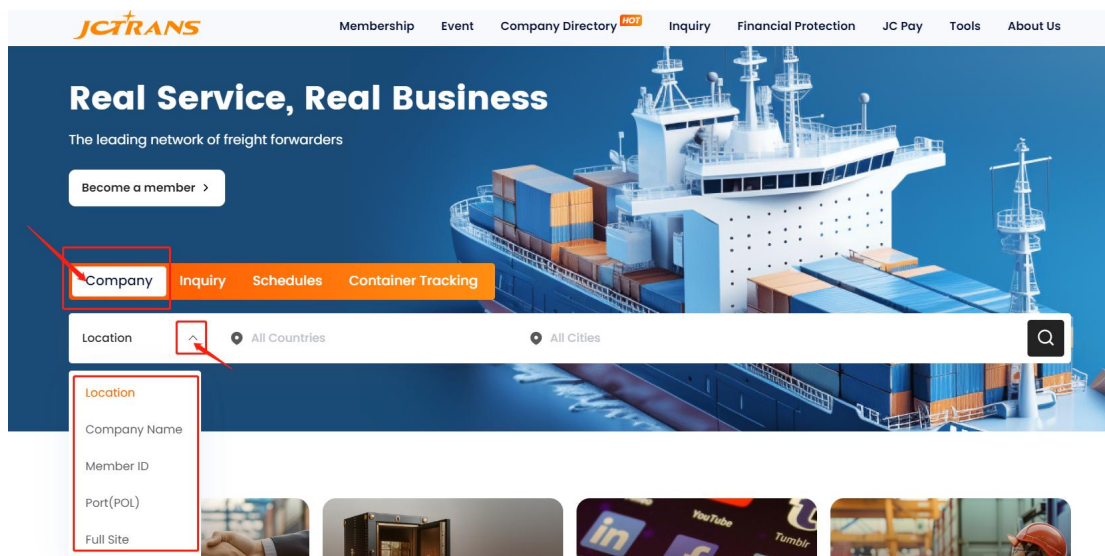 JCTRANS
Membership Event Company Directory HOT Inquiry Financial Protection JC Pay Tools About Us
Real Service, Real Business
The leading network of freight forwarders
Become a member >
Company Inquiry Schedules Container Tracking
Location All Countries All Cities
Location
Company Name
Member ID
Port(POL)
Full Site
in
f
YouTube
Tumblr